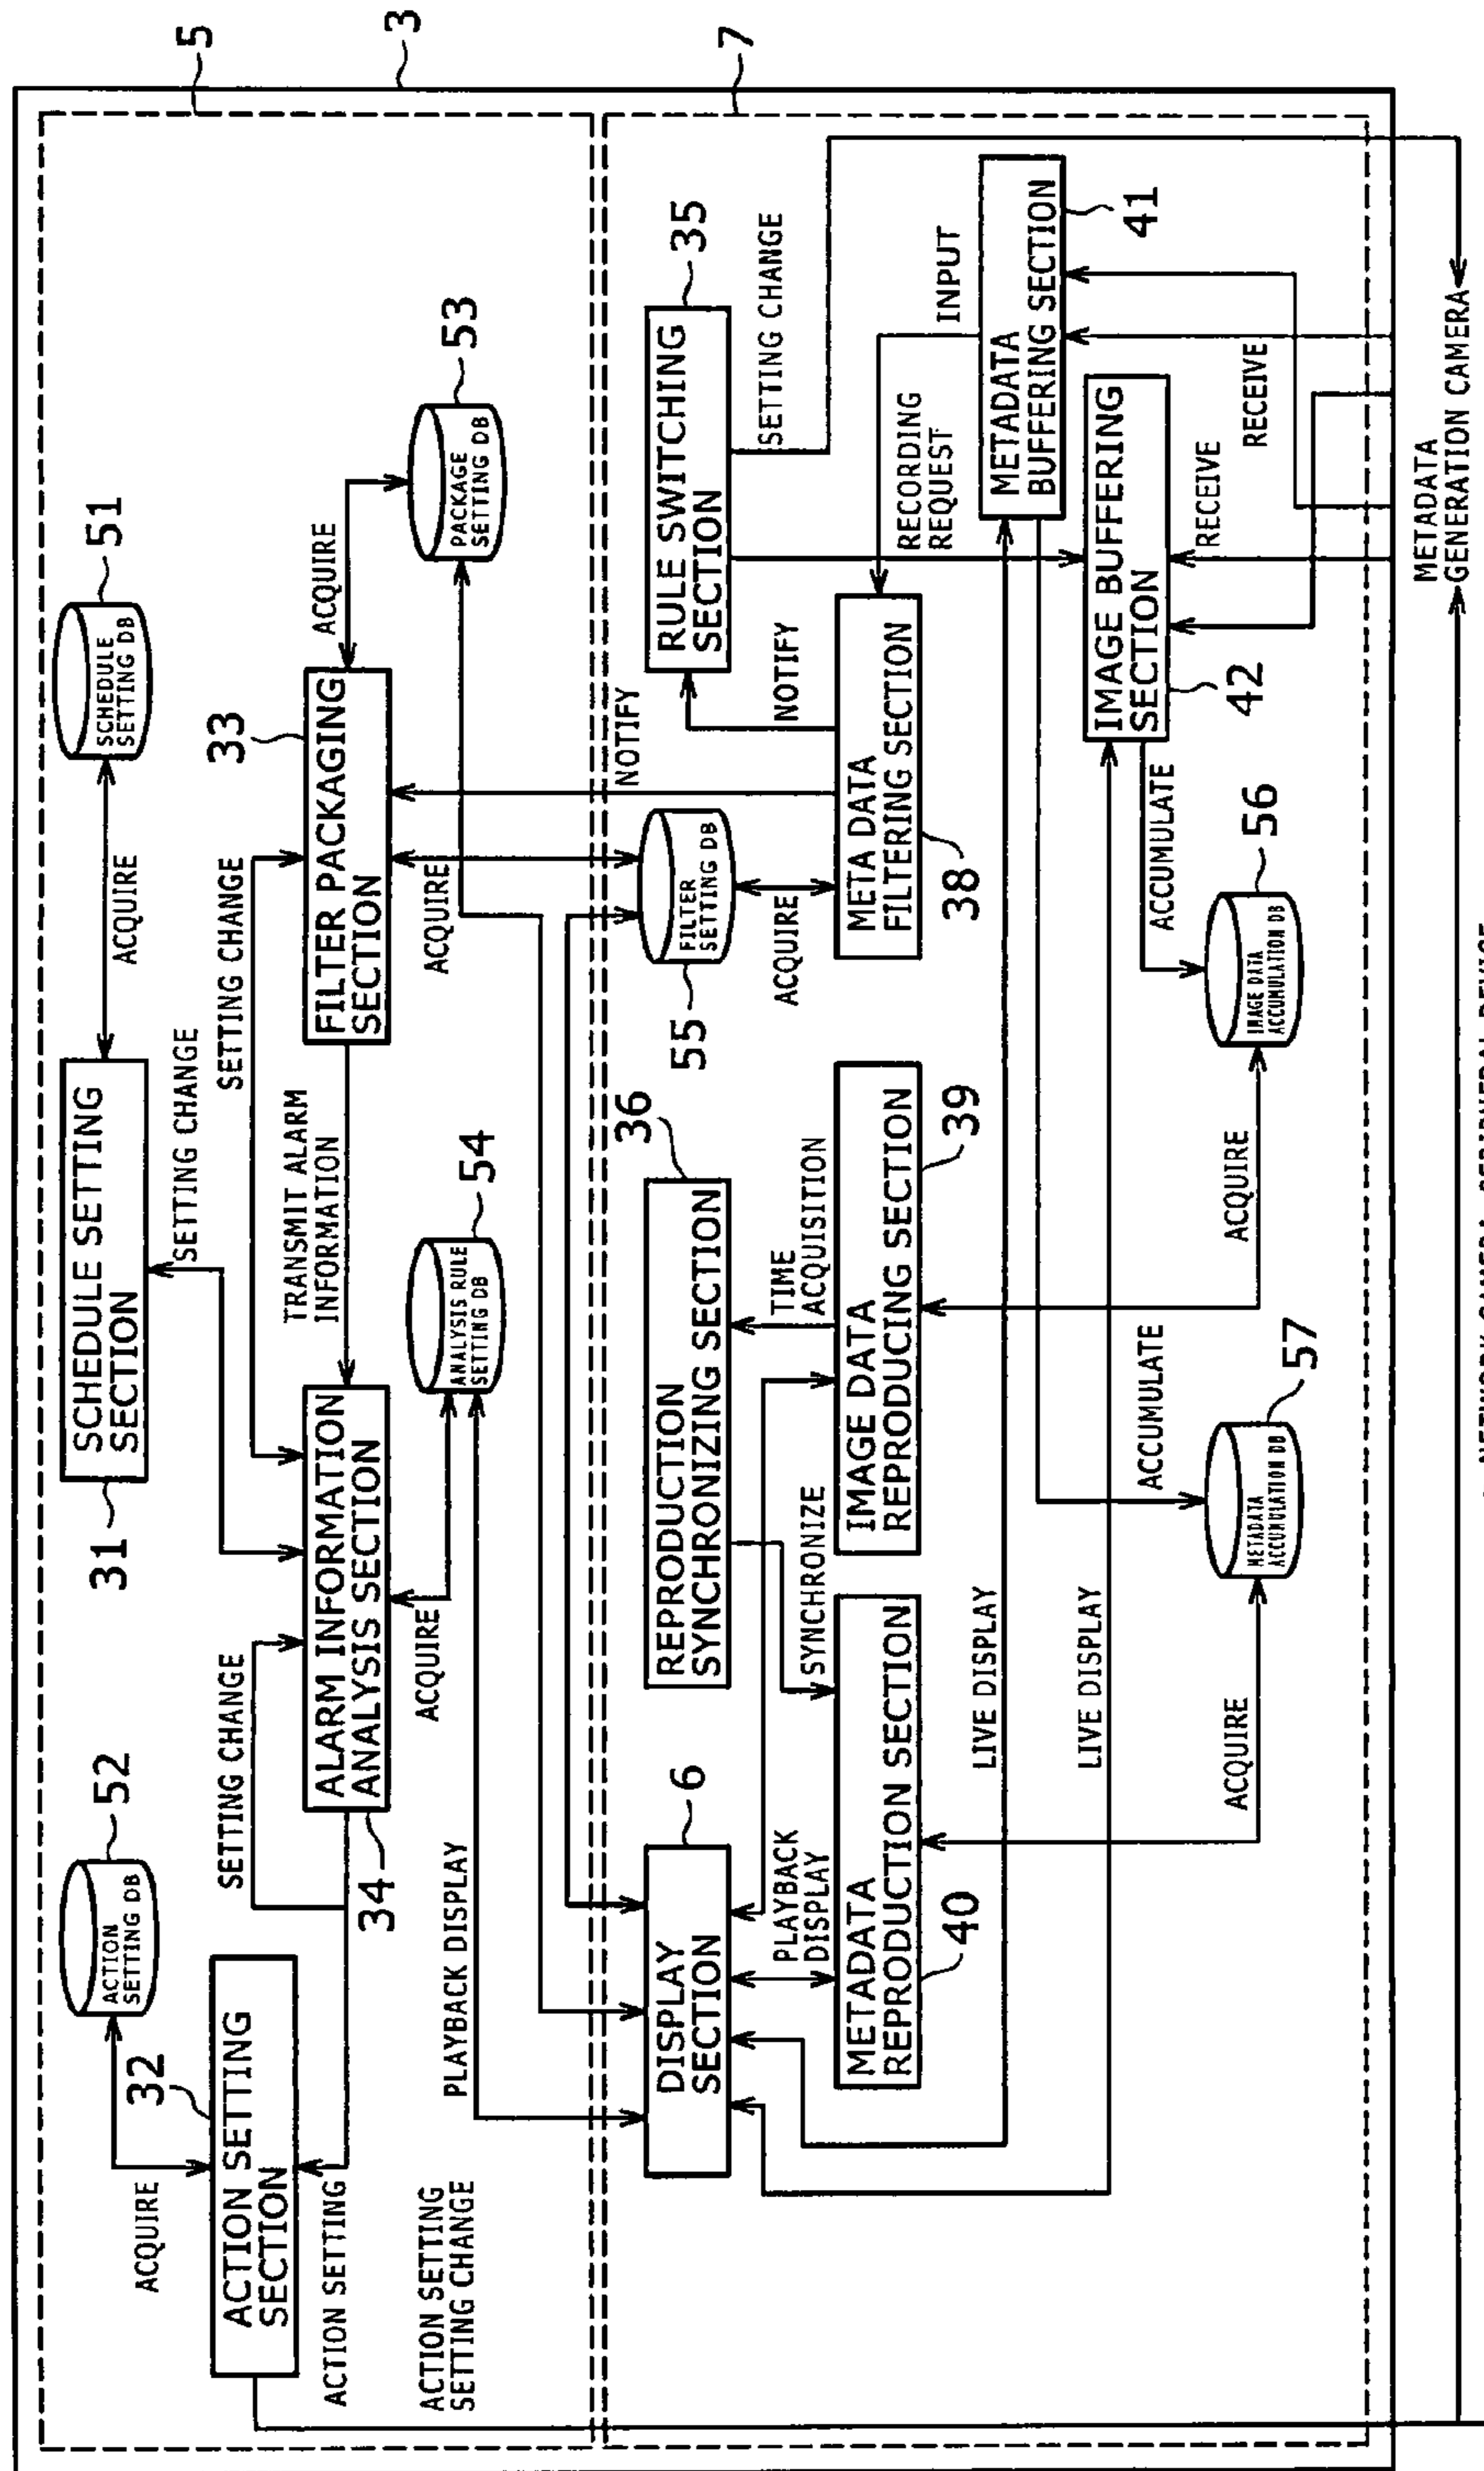 5
3
7
SCHEDULE
SETTING DB
51
ACQUIRE
SCHEDULE SETTING
SECTION
31
SETTING CHANGE
ACTION
SETTING DB
52
ACQUIRE
ACTION SETTING
SECTION
32
ACTION SETTING
ACTION SETTING
SETTING CHANGE
SETTING CHANGE
SETTING CHANGE
FILTER PACKAGING
SECTION
33
ACQUIRE
PACKAGE
SETTING DB
53
TRANSMIT ALARM
INFORMATION
ALARM INFORMATION
ANALYSIS SECTION
34
ACQUIRE
ANALYSIS RULE
SETTING DB
54
PLAYBACK DISPLAY
ACQUIRE
NOTIFY
FILTER
SETTING DB
55
ACQUIRE
DISPLAY
SECTION
6
REPRODUCTION
SYNCHRONIZING SECTION
36
RULE SWITCHING
SECTION
35
SETTING CHANGE
NOTIFY
PLAYBACK
DISPLAY
SYNCHRONIZE
TIME
ACQUISITION
METADATA
REPRODUCTION SECTION
40
IMAGE DATA
REPRODUCING SECTION
39
META DATA
FILTERING SECTION
38
RECORDING
REQUEST
INPUT
METADATA
BUFFERING SECTION
41
LIVE DISPLAY
LIVE DISPLAY
IMAGE BUFFERING
SECTION
42
RECEIVE
RECEIVE
ACCUMULATE
ACCUMULATE
IMAGE DATA
ACCUMULATION DB
56
METADATA
ACCUMULATION DB
57
ACQUIRE
ACQUIRE
METADATA
GENERATION CAMERA